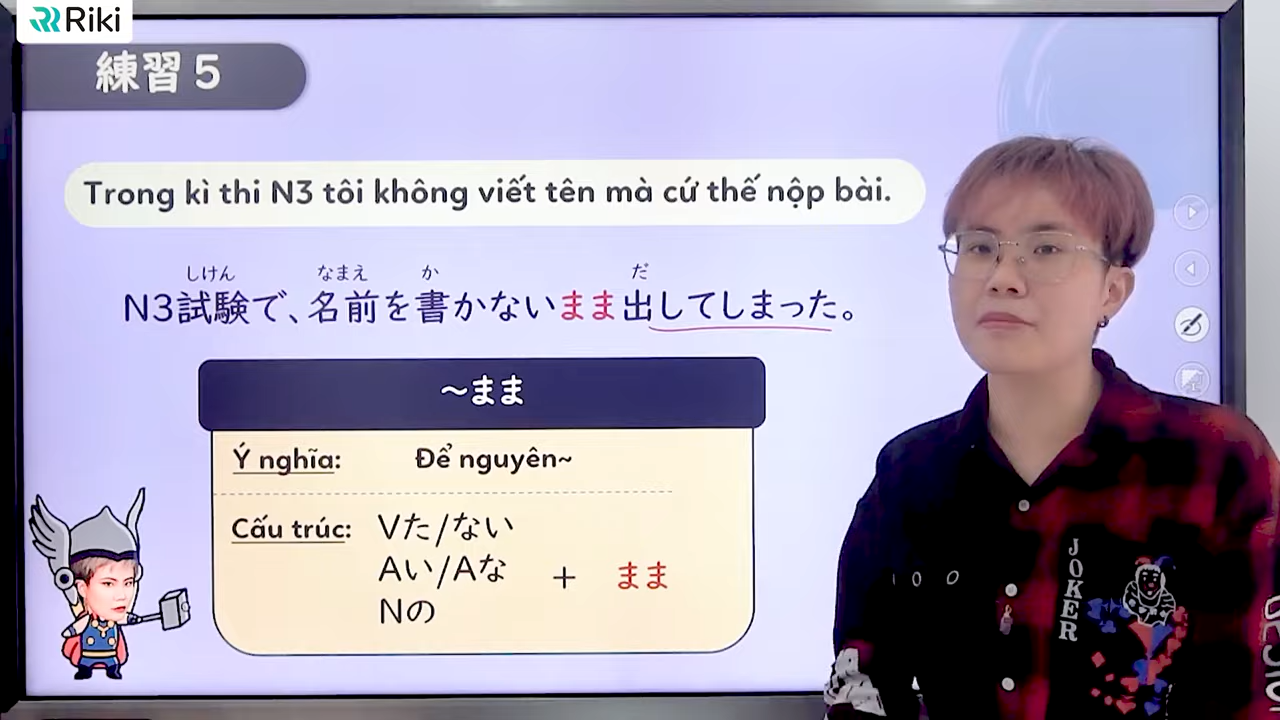 Riki
練習 5
Trong kì thi N3 tôi không viết tên mà cứ thế nộp bài.
しけん なまえ か だ
N3試験で、名前を書かないまま出してしまった。
～まま
Ý nghĩa: Để nguyên~
Cấu trúc: Vた/ない
Aい/Aな + まま
Nの
JOKER